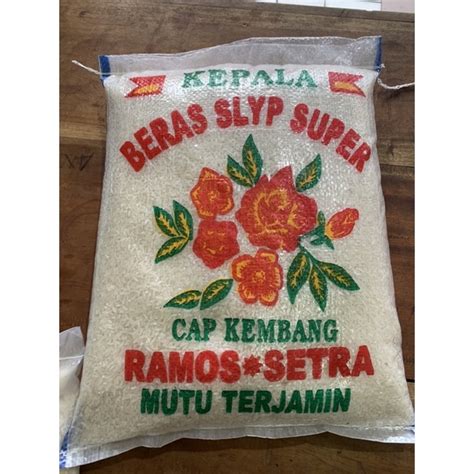 KEPALA
BERAS SLYP SUPER
CAP KEMBANG
RAMOS*SETRA
MUTU TERJAMIN